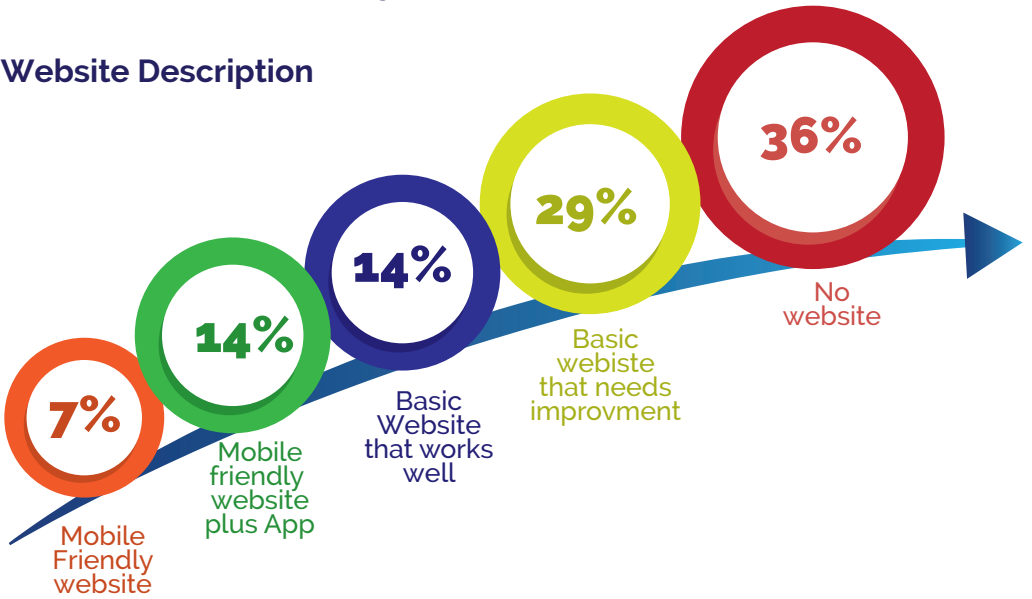 Website Description
7%
Mobile
Friendly
website
14%
Mobile
friendly
website
plus App
14%
Basic
Website
that works
well
29%
Basic
webiste
that needs
improvment
36%
No
website